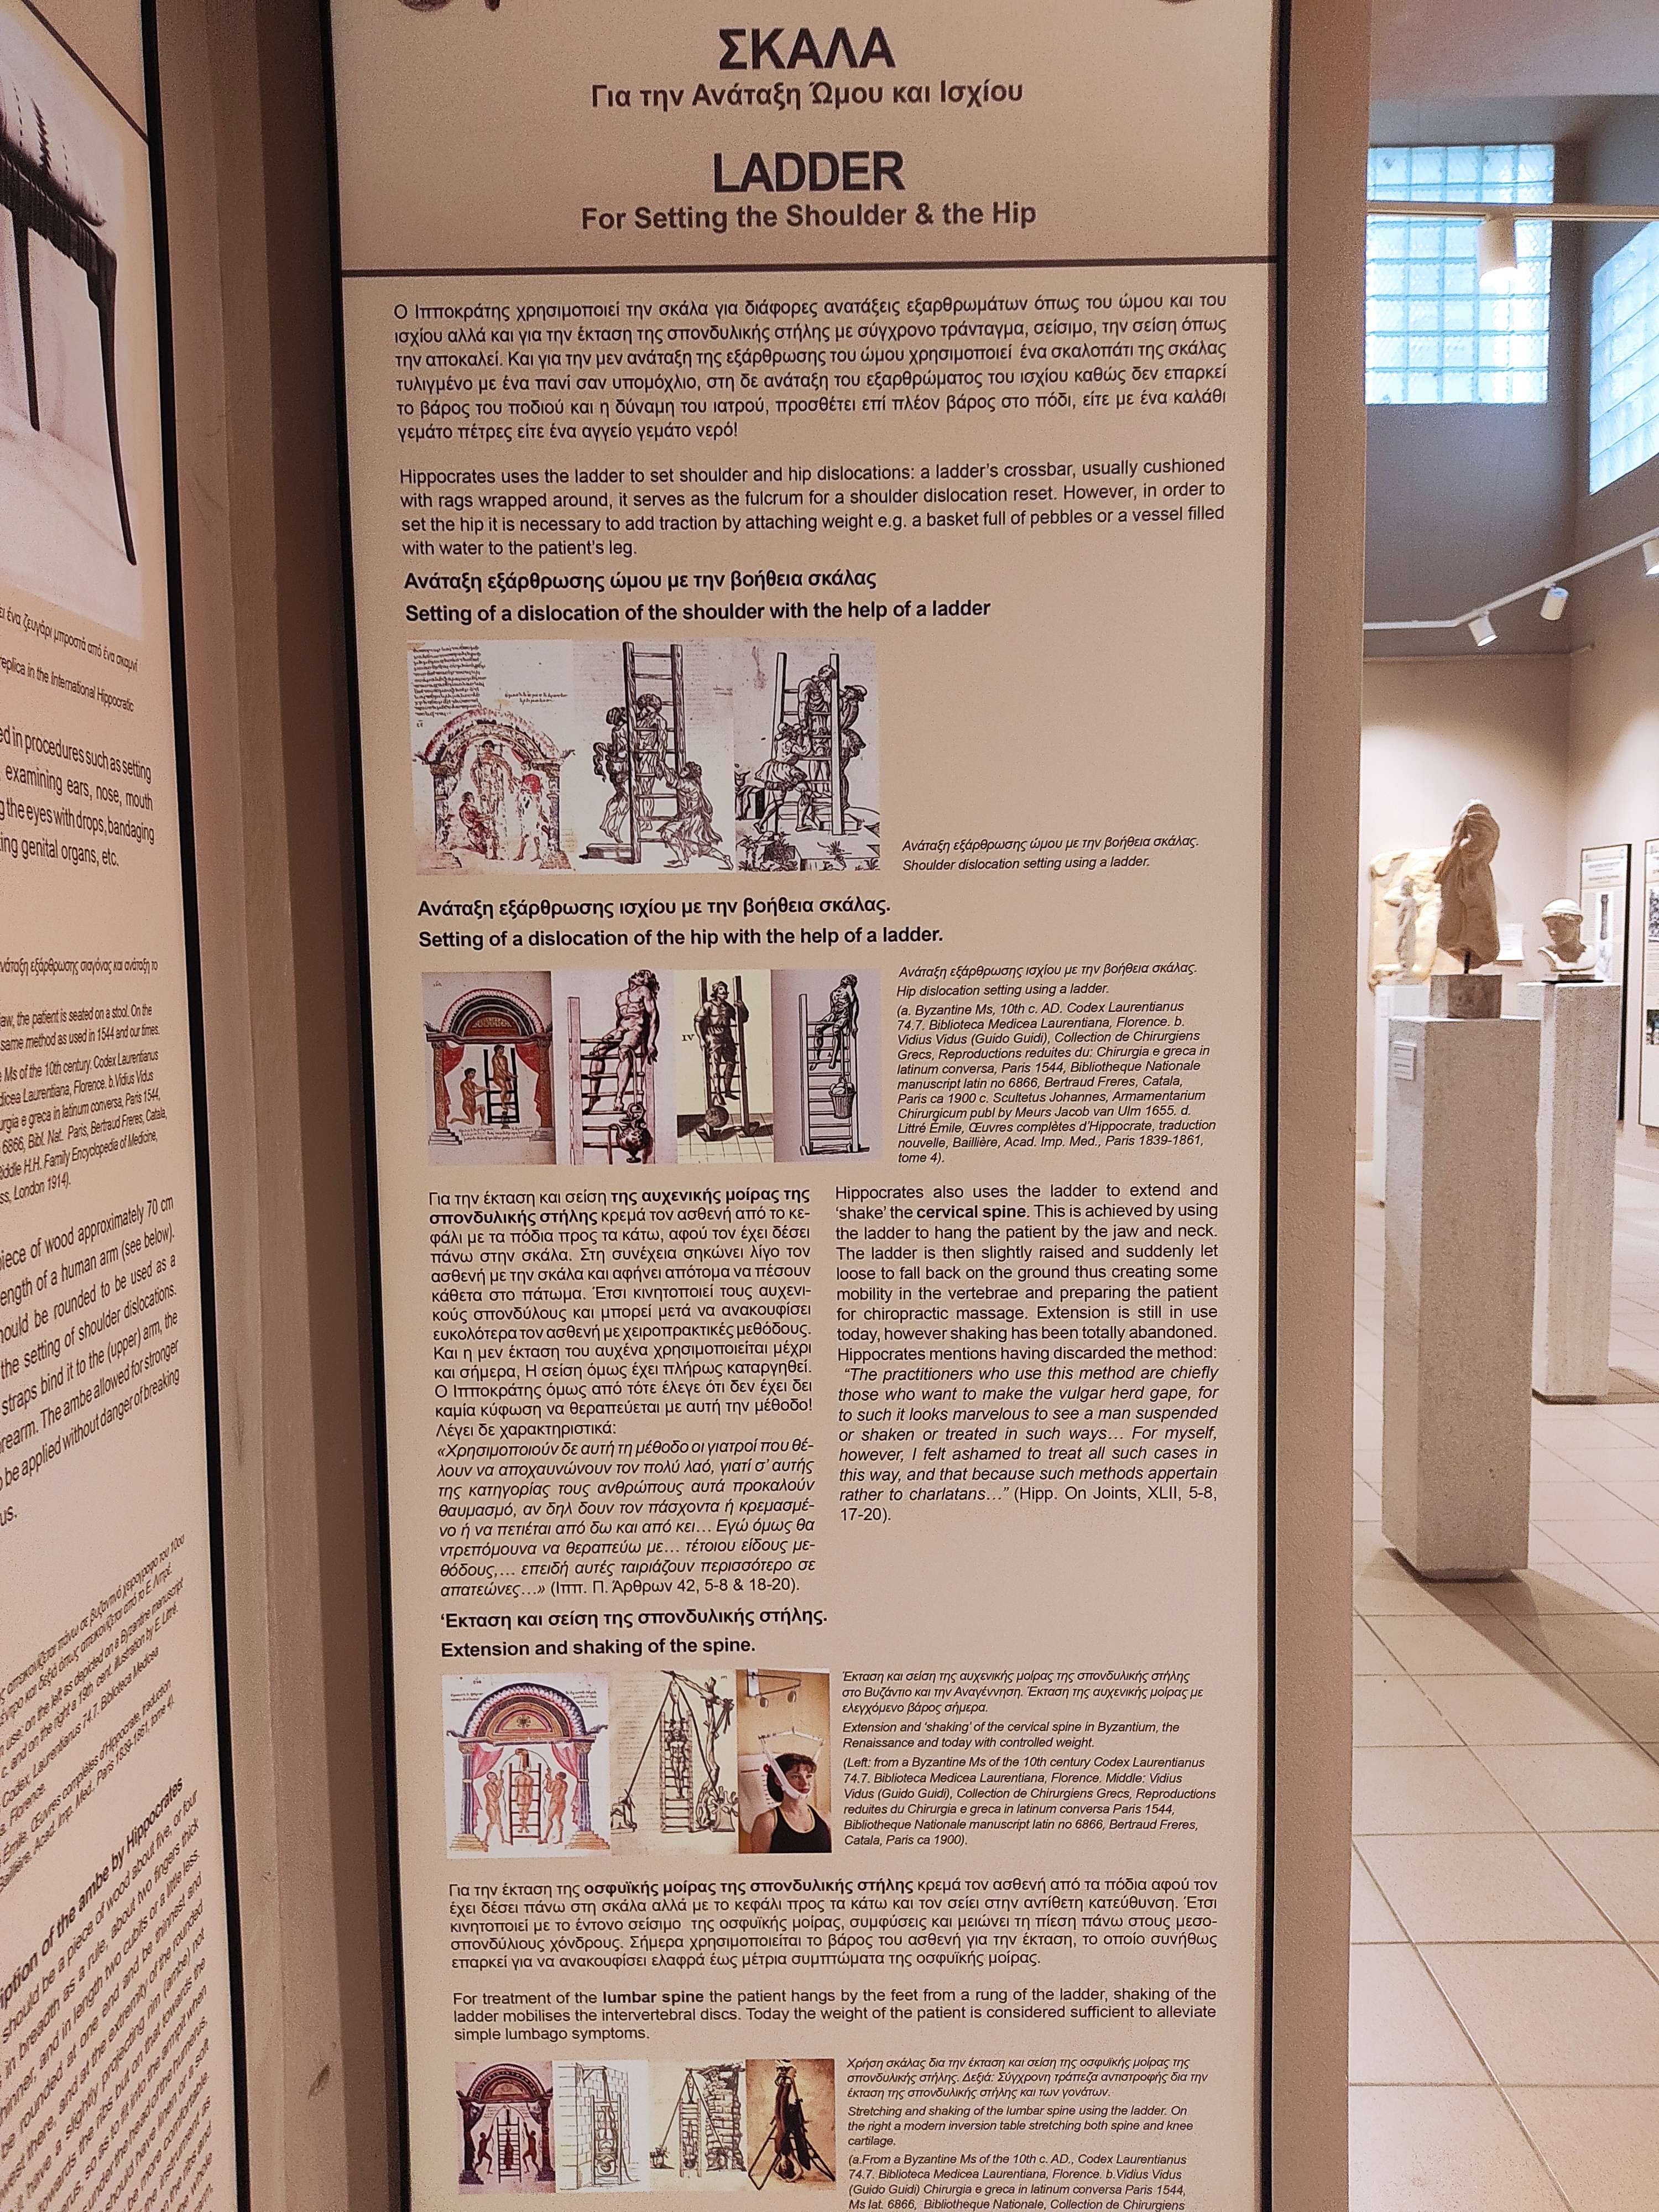 ει ένα ζευγάρι μπροστά από ένα σκαμνί
replica in the International Hippocratic
ed in procedures such as setting
, examining ears, nose, mouth
g the eyes with drops, bandaging
ting genital organs, etc.
νάταξη εξάρθρωσης σιαγόνας και ανάταξη το
jaw, the patient is seated on a stool. On the
same method as used in 1544 and our times.
Ms of the 10th century. Codex Laurentianus
dicea Laurentiana, Florence. b.Vidius Vidus
urgia e greca in latinum conversa, Paris 1544,
6866, Bibl. Nat. Paris, Bertraud Freres, Catala,
Riddle H.H. Family Encyclopedia of Medicine,
ss, London 1914).
piece of wood approximately 70 cm
length of a human arm (see below).
should be rounded to be used as a
the setting of shoulder dislocations.
straps bind it to the (upper) arm, the
rearm. The ambe allowed for stronger
be applied without danger of breaking
us.
ription of the ambe by Hippocrates
ΣΚΑΛΑ
Για την Ανάταξη Ώμου και Ισχίου
LADDER
For Setting the Shoulder & the Hip
Ο Ιπποκράτης χρησιμοποιεί την σκάλα για διάφορες ανατάξεις εξαρθρωμάτων όπως του ώμου και του
ισχίου αλλά και για την έκταση της σπονδυλικής στήλης με σύγχρονο τράνταγμα, σείσιμο, την σείση όπως
την αποκαλεί. Και για την μεν ανάταξη της εξάρθρωσης του ώμου χρησιμοποιεί ένα σκαλοπάτι της σκάλας
τυλιγμένο με ένα πανί σαν υπομόχλιο, στη δε ανάταξη του εξαρθρώματος του ισχίου καθώς δεν επαρκεί
το βάρος του ποδιού και η δύναμη του ιατρού, προσθέτει επί πλέον βάρος στο πόδι, είτε με ένα καλάθι
γεμάτο πέτρες είτε ένα αγγείο γεμάτο νερό!
Hippocrates uses the ladder to set shoulder and hip dislocations: a ladder's crossbar, usually cushioned
with rags wrapped around, it serves as the fulcrum for a shoulder dislocation reset. However, in order to
set the hip it is necessary to add traction by attaching weight e.g. a basket full of pebbles or a vessel filled
with water to the patient's leg.
Ανάταξη εξάρθρωσης ώμου με την βοήθεια σκάλας
Setting of a dislocation of the shoulder with the help of a ladder
Ανάταξη εξάρθρωσης ώμου με την βοήθεια σκάλας.
Shoulder dislocation setting using a ladder.
Ανάταξη εξάρθρωσης ισχίου με την βοήθεια σκάλας.
Setting of a dislocation of the hip with the help of a ladder.
IV
Ανάταξη εξάρθρωσης ισχίου με την βοήθεια σκάλας.
Hip dislocation setting using a ladder.
(a. Byzantine Ms, 10th c. AD. Codex Laurentianus
74.7. Biblioteca Medicea Laurentiana, Florence. b.
Vidius Vidus (Guido Guidi), Collection de Chirurgiens
Grecs, Reproductions reduites du: Chirurgia e greca in
latinum conversa, Paris 1544, Bibliotheque Nationale
manuscript latin no 6866, Bertraud Freres, Catala,
Paris ca 1900 c. Scultetus Johannes, Armamentarium
Chirurgicum publ by Meurs Jacob van Ulm 1655. d.
Littré Émile, Œuvres complètes d'Hippocrate, traduction
nouvelle, Baillière, Acad. Imp. Med., Paris 1839-1861,
tome 4).
Για την έκταση και σείση της αυχενικής μοίρας της
σπονδυλικής στήλης κρεμά τον ασθενή από το κε-
φάλι με τα πόδια προς τα κάτω, αφού τον έχει δέσει
πάνω στην σκάλα. Στη συνέχεια σηκώνει λίγο τον
ασθενή με την σκάλα και αφήνει απότομα να πέσουν
κάθετα στο πάτωμα. Έτσι κινητοποιεί τους αυχενι-
κούς σπονδύλους και μπορεί μετά να ανακουφίσει
ευκολότερα τον ασθενή με χειροπρακτικές μεθόδους.
Και η μεν έκταση του αυχένα χρησιμοποιείται μέχρι
και σήμερα, Η σείση όμως έχει πλήρως καταργηθεί.
Ο Ιπποκράτης όμως από τότε έλεγε ότι δεν έχει δει
καμία κύφωση να θεραπεύεται με αυτή την μέθοδο!
Λέγει δε χαρακτηριστικά:
«Χρησιμοποιούν δε αυτή τη μέθοδο οι γιατροί που θέ-
λουν να αποχαυνώνουν τον πολύ λαό, γιατί σ' αυτής
της κατηγορίας τους ανθρώπους αυτά προκαλούν
θαυμασμό, αν δηλ δουν τον πάσχοντα ή κρεμασμέ-
νο ή να πετιέται από δω και από κει... Εγώ όμως θα
ντρεπόμουνα να θεραπεύω με... τέτοιου είδους με-
θόδους,... επειδή αυτές ταιριάζουν περισσότερο σε
απατεώνες...» (Ιππ. Π. Άρθρων 42, 5-8 & 18-20).
Hippocrates also uses the ladder to extend and
'shake' the cervical spine. This is achieved by using
the ladder to hang the patient by the jaw and neck.
The ladder is then slightly raised and suddenly let
loose to fall back on the ground thus creating some
mobility in the vertebrae and preparing the patient
for chiropractic massage. Extension is still in use
today, however shaking has been totally abandoned.
Hippocrates mentions having discarded the method:
"The practitioners who use this method are chiefly
those who want to make the vulgar herd gape, for
to such it looks marvelous to see a man suspended
or shaken or treated in such ways... For myself,
however, I felt ashamed to treat all such cases in
this way, and that because such methods appertain
rather to charlatans..." (Hipp. On Joints, XLII, 5-8,
17-20).
'Εκταση και σείση της σπονδυλικής στήλης.
Extension and shaking of the spine.
Έκταση και σείση της αυχενικής μοίρας της σπονδυλικής στήλης
στο Βυζάντιο και την Αναγέννηση. Έκταση της αυχενικής μοίρας με
ελεγχόμενο βάρος σήμερα.
Extension and 'shaking' of the cervical spine in Byzantium, the
Renaissance and today with controlled weight.
(Left: from a Byzantine Ms of the 10th century Codex Laurentianus
74.7. Biblioteca Medicea Laurentiana, Florence. Middle: Vidius
Vidus (Guido Guidi), Collection de Chirurgiens Grecs, Reproductions
reduites du Chirurgia e greca in latinum conversa Paris 1544,
Bibliotheque Nationale manuscript latin no 6866, Bertraud Freres,
Catala, Paris ca 1900).
Για την έκταση της οσφυϊκής μοίρας της σπονδυλικής στήλης κρεμά τον ασθενή από τα πόδια αφού τον
έχει δέσει πάνω στη σκάλα αλλά με το κεφάλι προς τα κάτω και τον σείει στην αντίθετη κατεύθυνση. Έτσι
κινητοποιεί με το έντονο σείσιμο της οσφυϊκής μοίρας, συμφύσεις και μειώνει τη πίεση πάνω στους μεσο-
σπονδύλιους χόνδρους. Σήμερα χρησιμοποιείται το βάρος του ασθενή για την έκταση, το οποίο συνήθως
επαρκεί για να ανακουφίσει ελαφρά έως μέτρια συμπτώματα της οσφυϊκής μοίρας.
For treatment of the lumbar spine the patient hangs by the feet from a rung of the ladder, shaking of the
ladder mobilises the intervertebral discs. Today the weight of the patient is considered sufficient to alleviate
simple lumbago symptoms.
Χρήση σκάλας δια την έκταση και σείση της οσφυϊκής μοίρας της
σπονδυλικής στήλης. Δεξιά: Σύγχρονη τράπεζα αντιστροφής δια την
έκταση της σπονδυλικής στήλης και των γονάτων.
Stretching and shaking of the lumbar spine using the ladder. On
the right a modern inversion table stretching both spine and knee
cartilage.
(a.From a Byzantine Ms of the 10th c. AD., Codex Laurentianus
74.7. Biblioteca Medicea Laurentiana, Florence. b.Vidius Vidus
(Guido Guidi) Chirurgia e greca in latinum conversa Paris 1544,
Ms lat. 6866, Bibliotheque Nationale, Collection de Chirurgiens